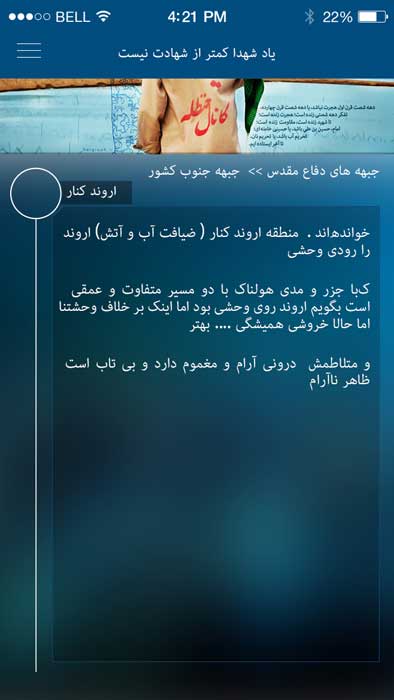 BELL 4:21 PM 22%
یاد شهدا کمتر از شهادت نیست
کانال حنظله
جبهه های دفاع مقدس >> جبهه جنوب کشور
اروند کنار
خوانده‌اند . منطقه اروند کنار ( ضیافت آب و آتش) اروند
را رودی وحشی
کبا جزر و مدی هولناک با دو مسیر متفاوت و عمقی
است بگویم اروند روی وحشی بود اما اینک بر خلاف وحشتنا
اما حالا خروشی همیشگی .... بهتر
و متلاطمش درونی آرام و مغموم دارد و بی تاب است
ظاهر ناآرام